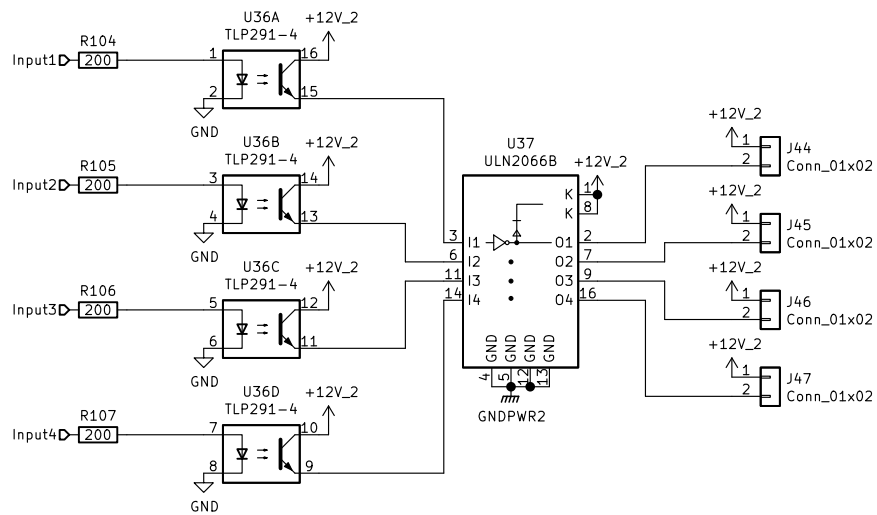 U36A
TLP291-4
+12V_2
R104
Input1
200
1
16
2
15
GND
U36B
TLP291-4
+12V_2
R105
Input2
200
3
14
4
13
GND
U36C
TLP291-4
+12V_2
R106
Input3
200
5
12
6
11
GND
U36D
TLP291-4
+12V_2
R107
Input4
200
7
10
8
9
GND
U37
ULN2066B
+12V_2
K 1
K 8
3 I1 O1 2
6 I2 O2 7
11 I3 O3 9
14 I4 O4 16
GND GND GND GND
4 5 12 13
GNDPWR2
+12V_2
1 J44
2 Conn_01x02
+12V_2
1 J45
2 Conn_01x02
+12V_2
1 J46
2 Conn_01x02
+12V_2
1 J47
2 Conn_01x02